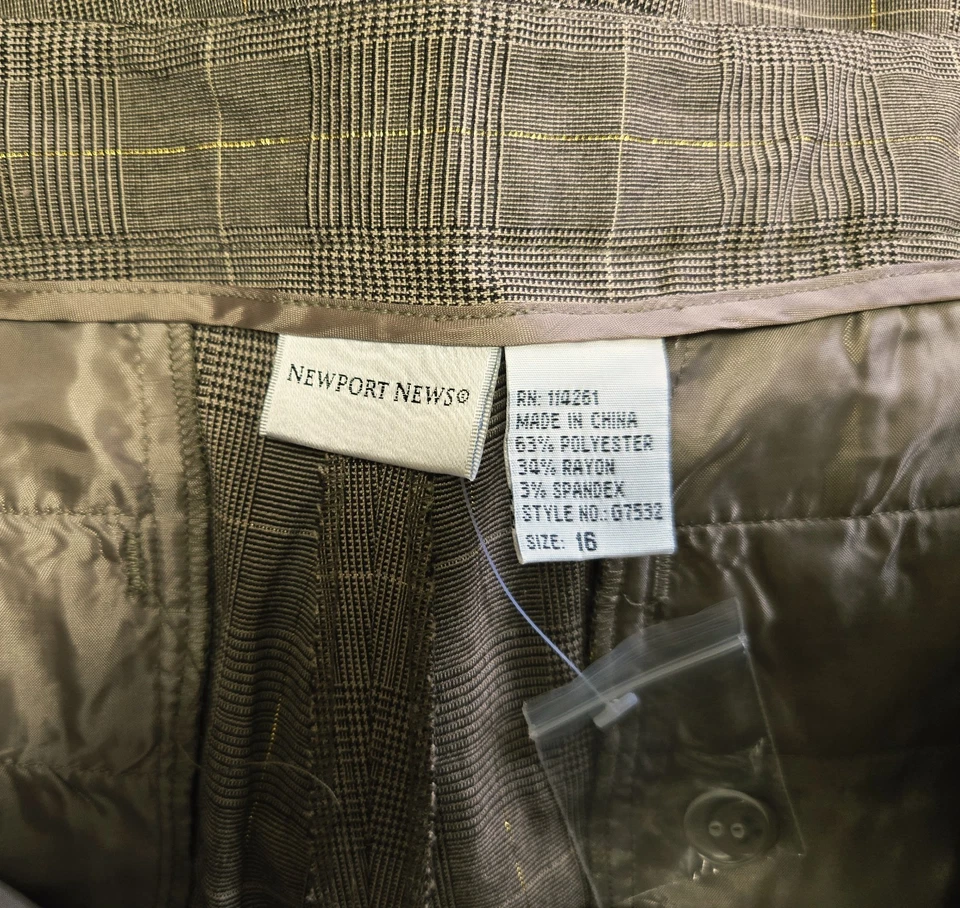 NEWPORT NEWS®
RN: 114261
MADE IN CHINA
63% POLYESTER
34% RAYON
3% SPANDEX
STYLE NO.: G7532
SIZE: 16